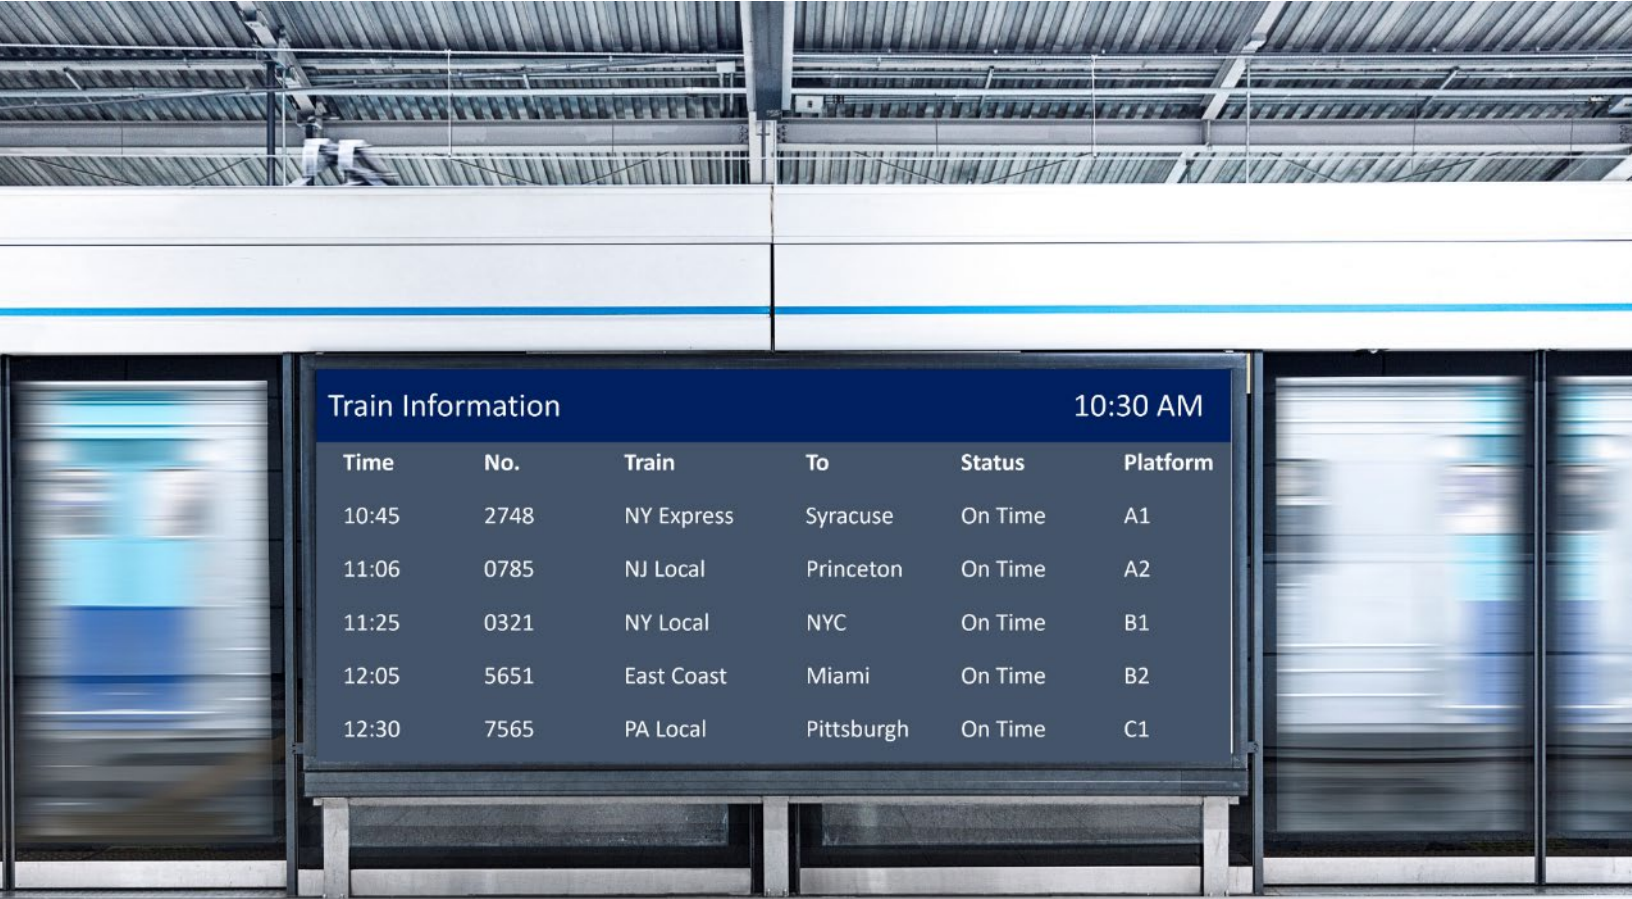 Train Information 10:30 AM
Time No. Train To Status Platform
10:45 2748 NY Express Syracuse On Time A1
11:06 0785 NJ Local Princeton On Time A2
11:25 0321 NY Local NYC On Time B1
12:05 5651 East Coast Miami On Time B2
12:30 7565 PA Local Pittsburgh On Time C1